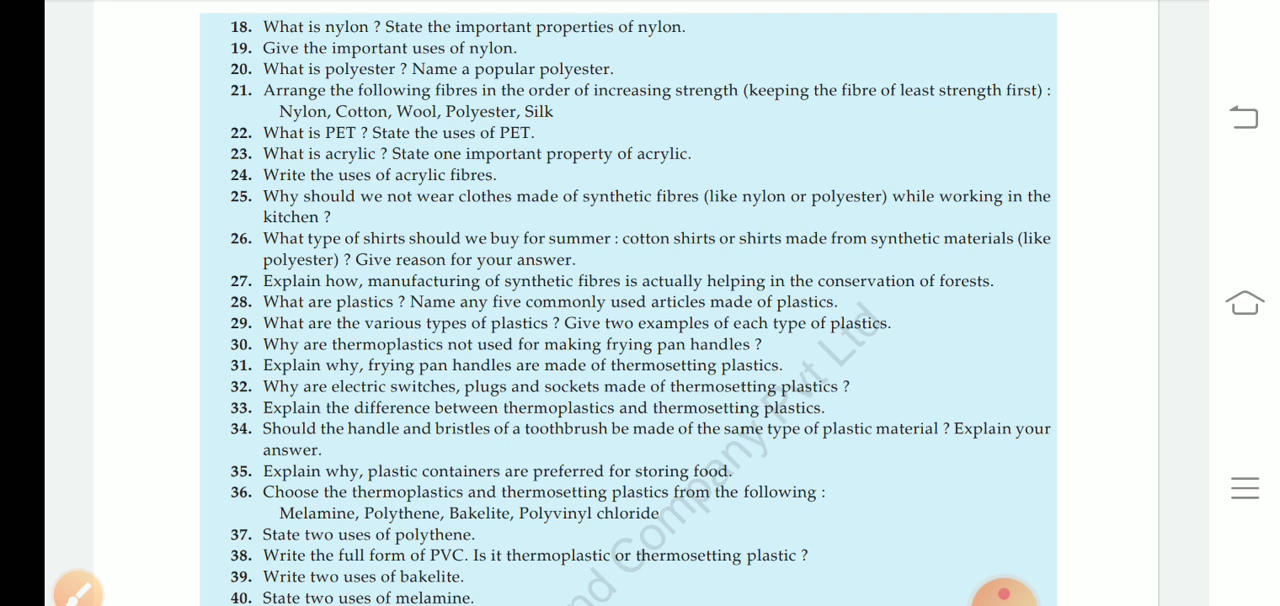 18. What is nylon ? State the important properties of nylon.
19. Give the important uses of nylon.
20. What is polyester ? Name a popular polyester.
21. Arrange the following fibres in the order of increasing strength (keeping the fibre of least strength first) :
Nylon, Cotton, Wool, Polyester, Silk
22. What is PET ? State the uses of PET.
23. What is acrylic ? State one important property of acrylic.
24. Write the uses of acrylic fibres.
25. Why should we not wear clothes made of synthetic fibres (like nylon or polyester) while working in the
kitchen ?
26. What type of shirts should we buy for summer : cotton shirts or shirts made from synthetic materials (like
polyester) ? Give reason for your answer.
27. Explain how, manufacturing of synthetic fibres is actually helping in the conservation of forests.
28. What are plastics ? Name any five commonly used articles made of plastics.
29. What are the various types of plastics ? Give two examples of each type of plastics.
30. Why are thermoplastics not used for making frying pan handles ?
31. Explain why, frying pan handles are made of thermosetting plastics.
32. Why are electric switches, plugs and sockets made of thermosetting plastics ?
33. Explain the difference between thermoplastics and thermosetting plastics.
34. Should the handle and bristles of a toothbrush be made of the same type of plastic material ? Explain your
answer.
35. Explain why, plastic containers are preferred for storing food.
36. Choose the thermoplastics and thermosetting plastics from the following :
Melamine, Polythene, Bakelite, Polyvinyl chloride
37. State two uses of polythene.
38. Write the full form of PVC. Is it thermoplastic or thermosetting plastic ?
39. Write two uses of bakelite.
40. State two uses of melamine.
nd Company Pvt Ltd